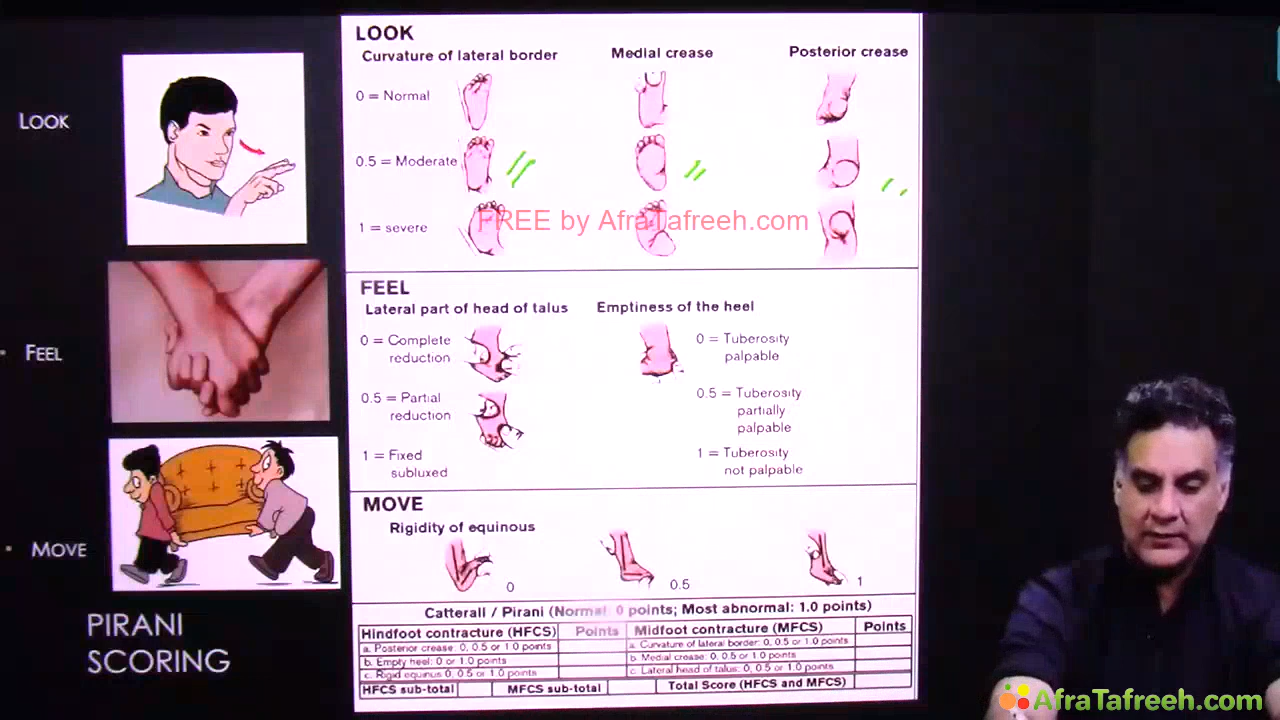 LOOK
FEEL
MOVE
PIRANI
SCORING
LOOK
Curvature of lateral border
Medial crease
Posterior crease
0 = Normal
0.5 = Moderate
1 = severe
FREE by AfraTafreeh.com
FEEL
Lateral part of head of talus
Emptiness of the heel
0 = Complete
reduction
0.5 = Partial
reduction
1 = Fixed
subluxed
0 = Tuberosity
palpable
0.5 = Tuberosity
partially
palpable
1 = Tuberosity
not palpable
MOVE
Rigidity of equinous
0
0.5
1
Catterall / Pirani (Normal: 0 points; Most abnormal: 1.0 points)
Hindfoot contracture (HFCS) Points Midfoot contracture (MFCS) Points
a. Posterior crease: 0, 0.5 or 1.0 points
a. Curvature of lateral border: 0, 0.5 or 1.0 points
b. Empty heel: 0 or 1.0 points
b. Medial crease: 0, 0.5 or 1.0 points
c. Rigid equinus 0, 0.5 or 1.0 points
c. Lateral head of talus: 0, 0.5 or 1.0 points
HFCS sub-total MFCS sub-total Total Score (HFCS and MFCS)
AfraTafreeh.com